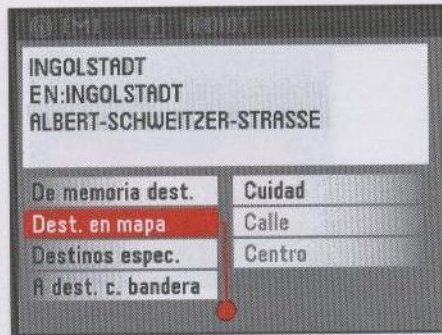 INGOLSTADT
EN:INGOLSTADT
ALBERT-SCHWEITZER-STRASSE
De memoria dest.
Dest. en mapa
Destinos espec.
A dest. c. bandera
Cuidad
Calle
Centro